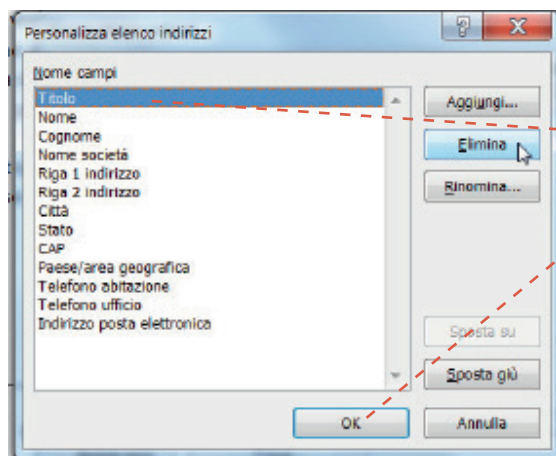 Personalizza elenco indirizzi
Nome campi
Titolo
Nome
Cognome
Nome società
Riga 1 indirizzo
Riga 2 indirizzo
Città
Stato
CAP
Paese/area geografica
Telefono abitazione
Telefono ufficio
Indirizzo posta elettronica
Aggiungi...
Elimina
Rinomina...
Sposta su
Sposta giù
OK
Annulla